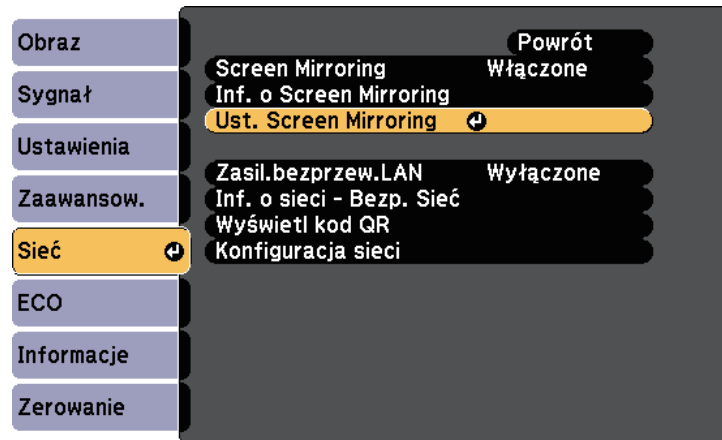 Obraz
Sygnał
Ustawienia
Zaawansow.
Sieć
ECO
Informacje
Zerowanie
Powrót
Screen Mirroring Włączone
Inf. o Screen Mirroring
Ust. Screen Mirroring
Zasil.bezprzew.LAN Wyłączone
Inf. o sieci - Bezp. Sieć
Wyświetl kod QR
Konfiguracja sieci